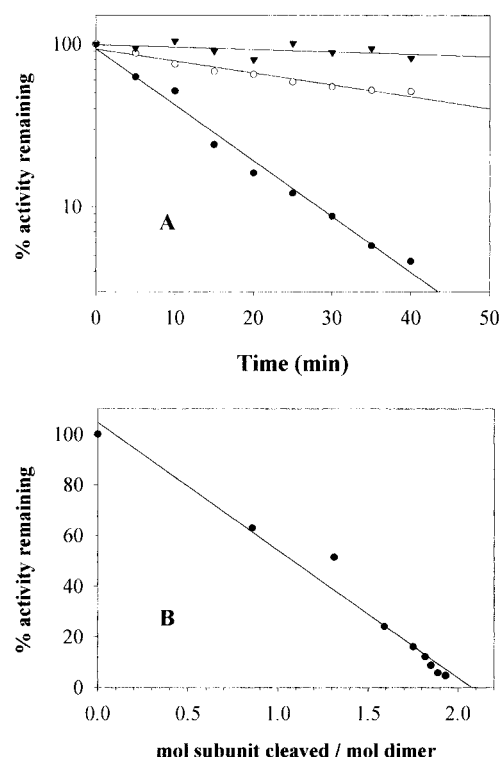 100
10
% activity remaining
A
0 10 20 30 40 50
Time (min)
100
80
60
40
20
0
% activity remaining
B
0.0 0.5 1.0 1.5 2.0
mol subunit cleaved / mol dimer